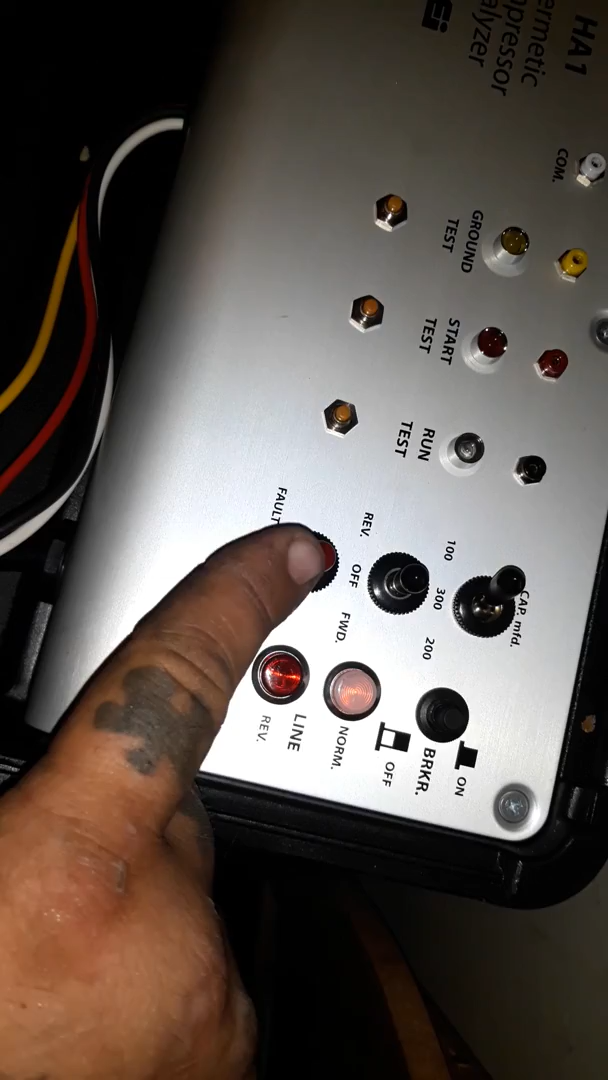 HA1
ermetic
pressor
alyzer
Ei
COM.
GROUND
TEST
START
TEST
RUN
TEST
FAULT
REV.
OFF
FWD.
100
300
200
CAP. mfd.
LINE
REV.
NORM.
OFF
BRKR.
ON